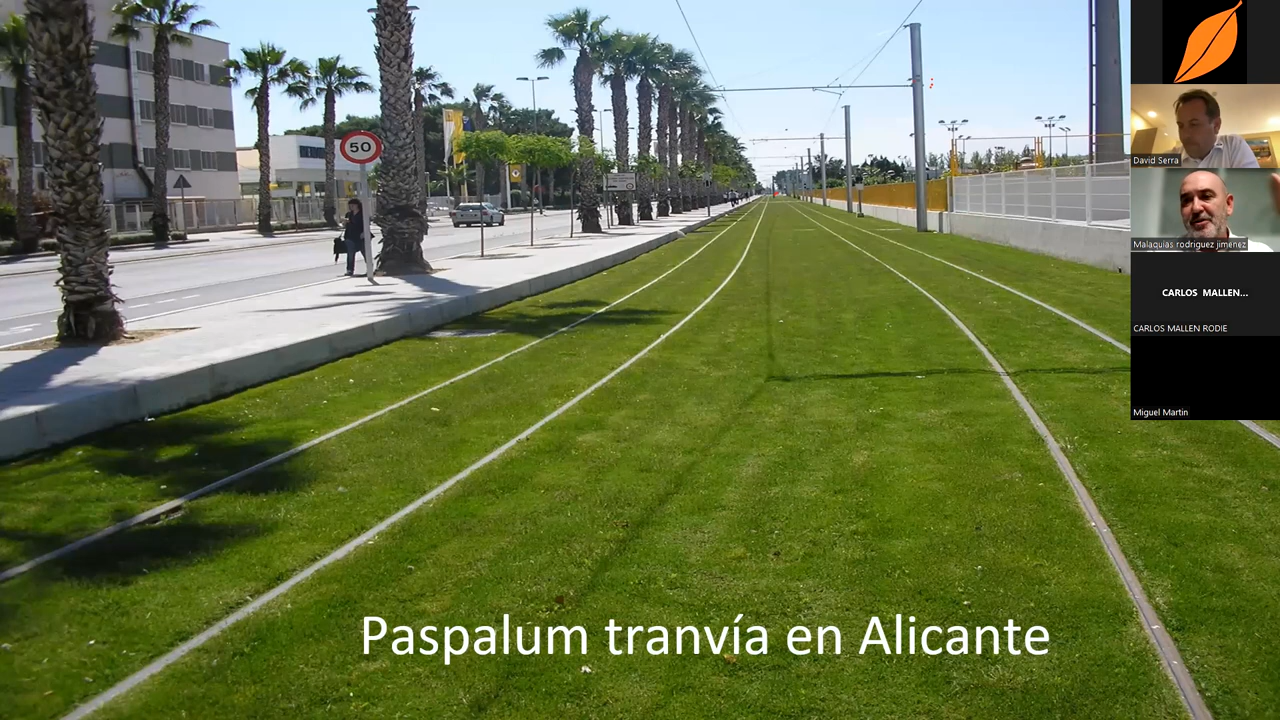 50
David Serra
Malaquias rodriguez jimenez
CARLOS MALLEN...
CARLOS MALLEN RODIE
Miguel Martin
Paspalum tranvía en Alicante